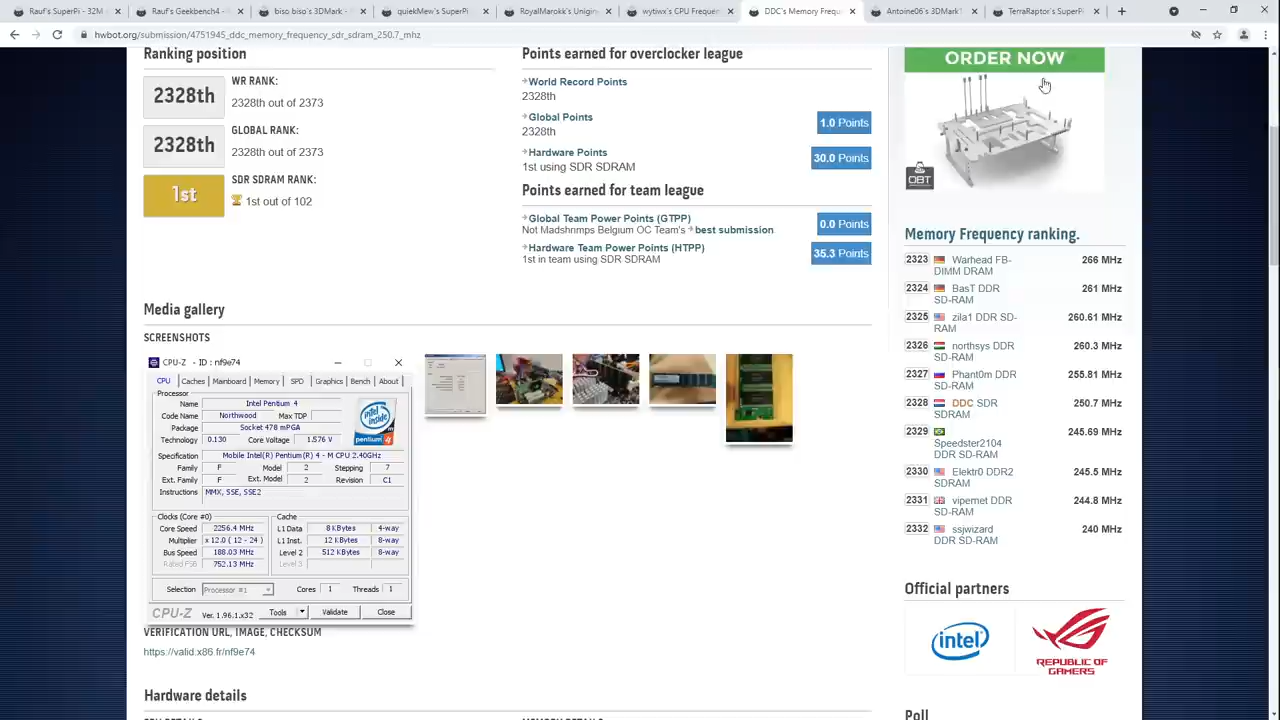 Rauf's SuperPi - 32M
Rauf's Geekbench4 -
biso biso's 3DMark -
quiekMew's SuperPi
RoyalMarokk's Unigin
wytiwx's CPU Frequen
DDC's Memory Frequ
Antoine06's 3DMark1
TerraRaptor's SuperPi
hwbot.org/submission/4751945_ddc_memory_frequency_sdr_sdram_250.7_mhz
Ranking position
2328th
WR RANK:
2328th out of 2373
2328th
GLOBAL RANK:
2328th out of 2373
1st
SDR SDRAM RANK:
1st out of 102
Points earned for overclocker league
World Record Points
2328th
Global Points
2328th
1.0 Points
Hardware Points
1st using SDR SDRAM
30.0 Points
Points earned for team league
Global Team Power Points (GTPP)
Not Madshrimps Belgium OC Team's best submission
0.0 Points
Hardware Team Power Points (HTPP)
1st in team using SDR SDRAM
35.3 Points
Media gallery
SCREENSHOTS
CPU-Z - ID : nf9e74
CPU Caches Mainboard Memory SPD Graphics Bench About
Processor
Name Intel Pentium 4
Code Name Northwood Max TDP
Package Socket 478 mPGA
Technology 0.130 Core Voltage 1.576 V
intel inside
pentium 4
Specification Mobile Intel(R) Pentium(R) 4 - M CPU 2.40GHz
Family F Model 2 Stepping 7
Ext. Family F Ext. Model 2 Revision C1
Instructions MMX, SSE, SSE2
Clocks (Core #0)
Core Speed 2256.4 MHz
Multiplier x 12.0 ( 12 - 24 )
Bus Speed 188.03 MHz
Rated FSB 752.13 MHz
Cache
L1 Data 8 KBytes 4-way
L1 Inst. 12 KBytes 8-way
Level 2 512 KBytes 8-way
Level 3
Selection Processor #1 Cores 1 Threads 1
CPU-Z Ver. 1.96.1.x32 Tools Validate Close
VERIFICATION URL, IMAGE, CHECKSUM
https://valid.x86.fr/nf9e74
Hardware details
ORDER NOW
OBT
Memory Frequency ranking.
2323 Warhead FB-DIMM DRAM 266 MHz
2324 BasT DDR SD-RAM 261 MHz
2325 zila1 DDR SD-RAM 260.61 MHz
2326 northsys DDR SD-RAM 260.3 MHz
2327 Phant0m DDR SD-RAM 255.81 MHz
2328 DDC SDR SDRAM 250.7 MHz
2329 Speedster2104 DDR SD-RAM 245.69 MHz
2330 Elektr0 DDR2 SDRAM 245.5 MHz
2331 vipernet DDR SD-RAM 244.8 MHz
2332 ssjwizard DDR SD-RAM 240 MHz
Official partners
intel
REPUBLIC OF
GAMERS
Poll